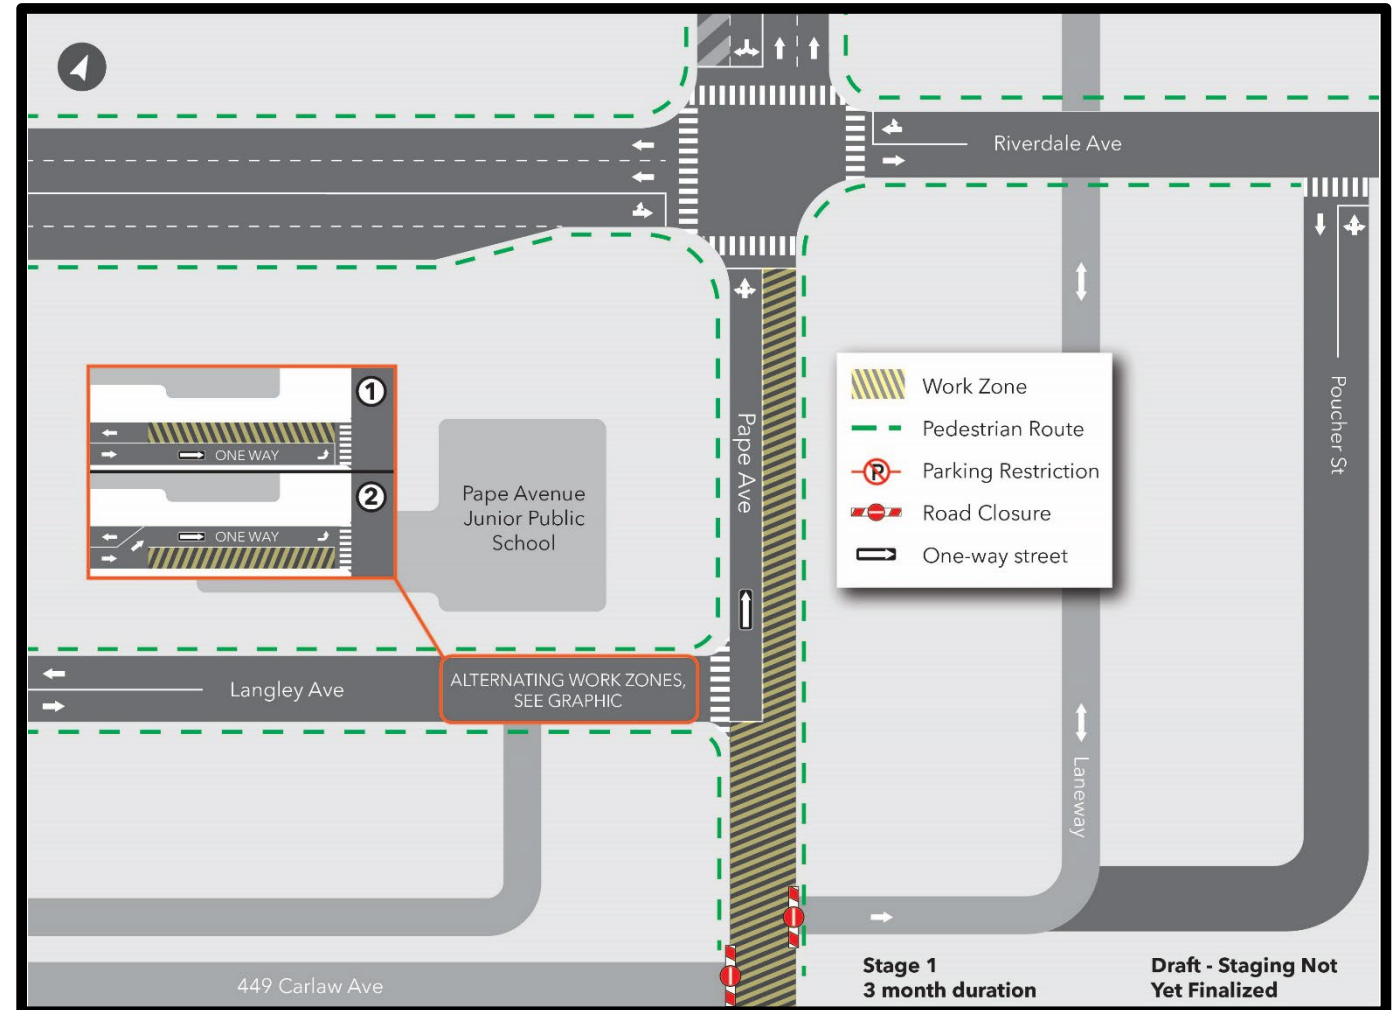 Riverdale Ave
1
ONE WAY
2
ONE WAY
Pape Avenue
Junior Public
School
Pape Ave
Work Zone
Pedestrian Route
P
Parking Restriction
Road Closure
One-way street
Poucher St
Langley Ave
ALTERNATING WORK ZONES,
SEE GRAPHIC
Laneway
449 Carlaw Ave
Stage 1
3 month duration
Draft - Staging Not
Yet Finalized